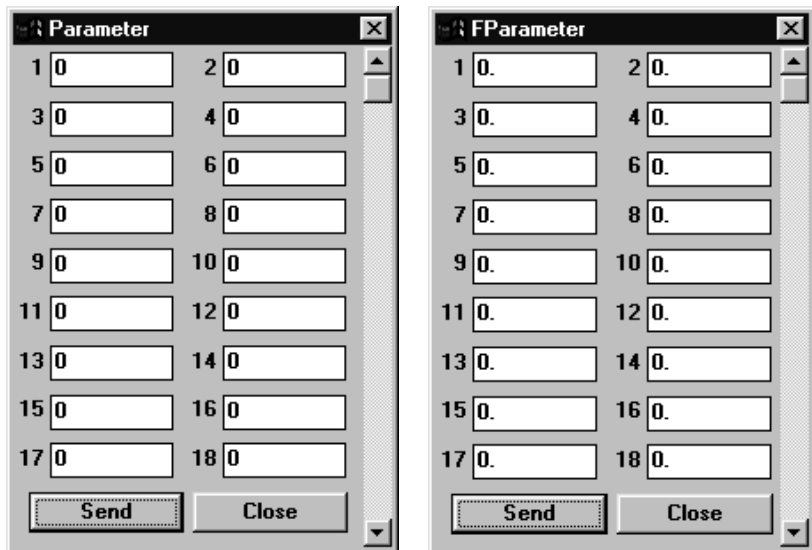 Parameter
1 0 2 0
3 0 4 0
5 0 6 0
7 0 8 0
9 0 10 0
11 0 12 0
13 0 14 0
15 0 16 0
17 0 18 0
Send Close
FParameter
1 0. 2 0.
3 0. 4 0.
5 0. 6 0.
7 0. 8 0.
9 0. 10 0.
11 0. 12 0.
13 0. 14 0.
15 0. 16 0.
17 0. 18 0.
Send Close